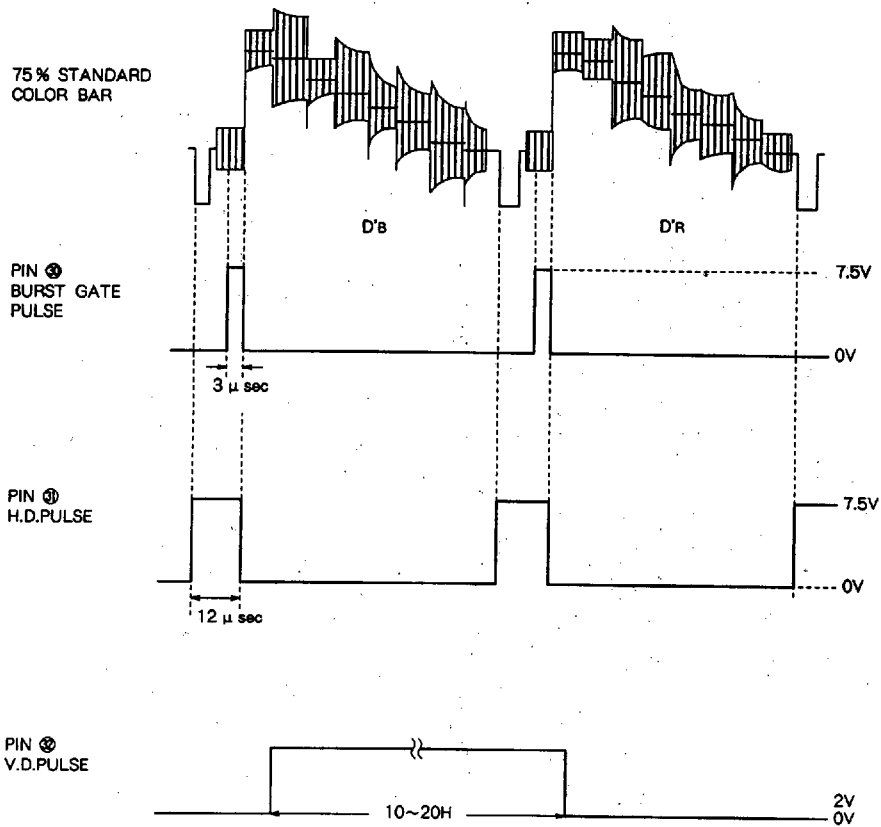 75% STANDARD
COLOR BAR
D'B
D'R
PIN ㉚
BURST GATE
PULSE
7.5V
0V
3 μ sec
PIN ㉛
H.D.PULSE
7.5V
0V
12 μ sec
PIN ㉜
V.D.PULSE
10~20H
2V
0V